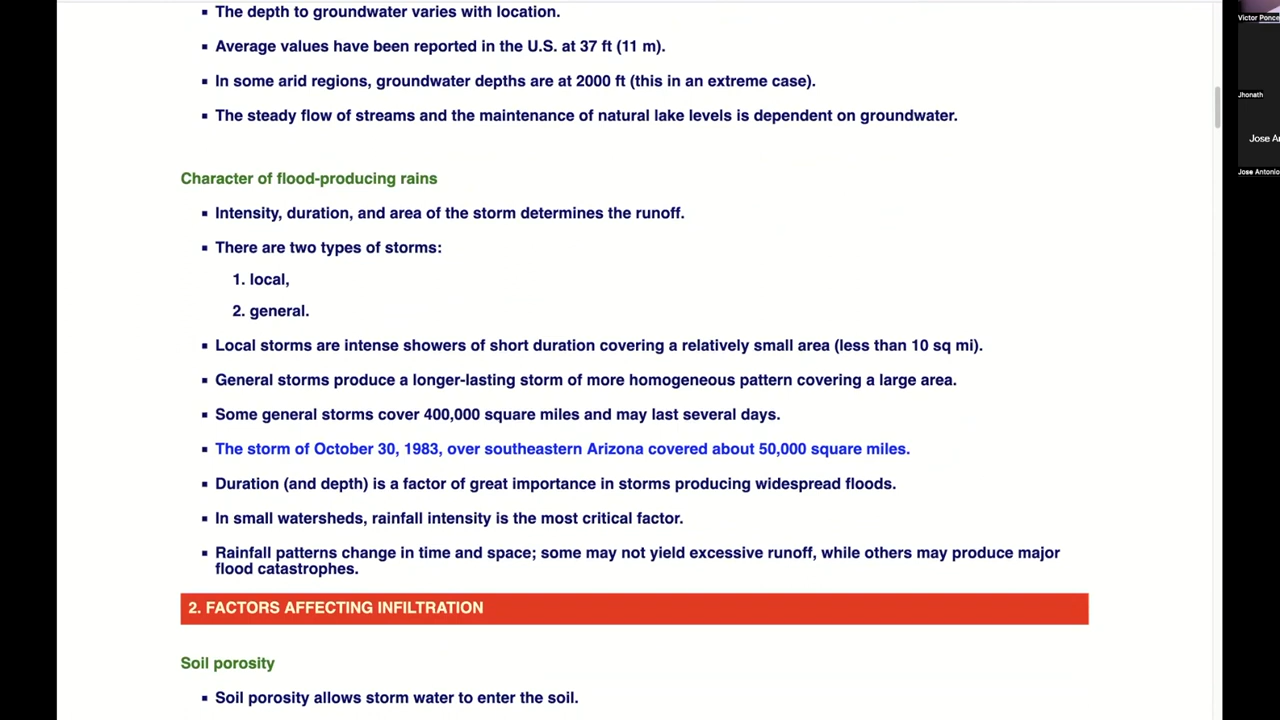 ▪ The depth to groundwater varies with location.
▪ Average values have been reported in the U.S. at 37 ft (11 m).
▪ In some arid regions, groundwater depths are at 2000 ft (this in an extreme case).
▪ The steady flow of streams and the maintenance of natural lake levels is dependent on groundwater.
Character of flood-producing rains
▪ Intensity, duration, and area of the storm determines the runoff.
▪ There are two types of storms:
1. local,
2. general.
▪ Local storms are intense showers of short duration covering a relatively small area (less than 10 sq mi).
▪ General storms produce a longer-lasting storm of more homogeneous pattern covering a large area.
▪ Some general storms cover 400,000 square miles and may last several days.
▪ The storm of October 30, 1983, over southeastern Arizona covered about 50,000 square miles.
▪ Duration (and depth) is a factor of great importance in storms producing widespread floods.
▪ In small watersheds, rainfall intensity is the most critical factor.
▪ Rainfall patterns change in time and space; some may not yield excessive runoff, while others may produce major
flood catastrophes.
2. FACTORS AFFECTING INFILTRATION
Soil porosity
▪ Soil porosity allows storm water to enter the soil.
Victor Ponce
Jhonath
Jose A
Jose Antonio